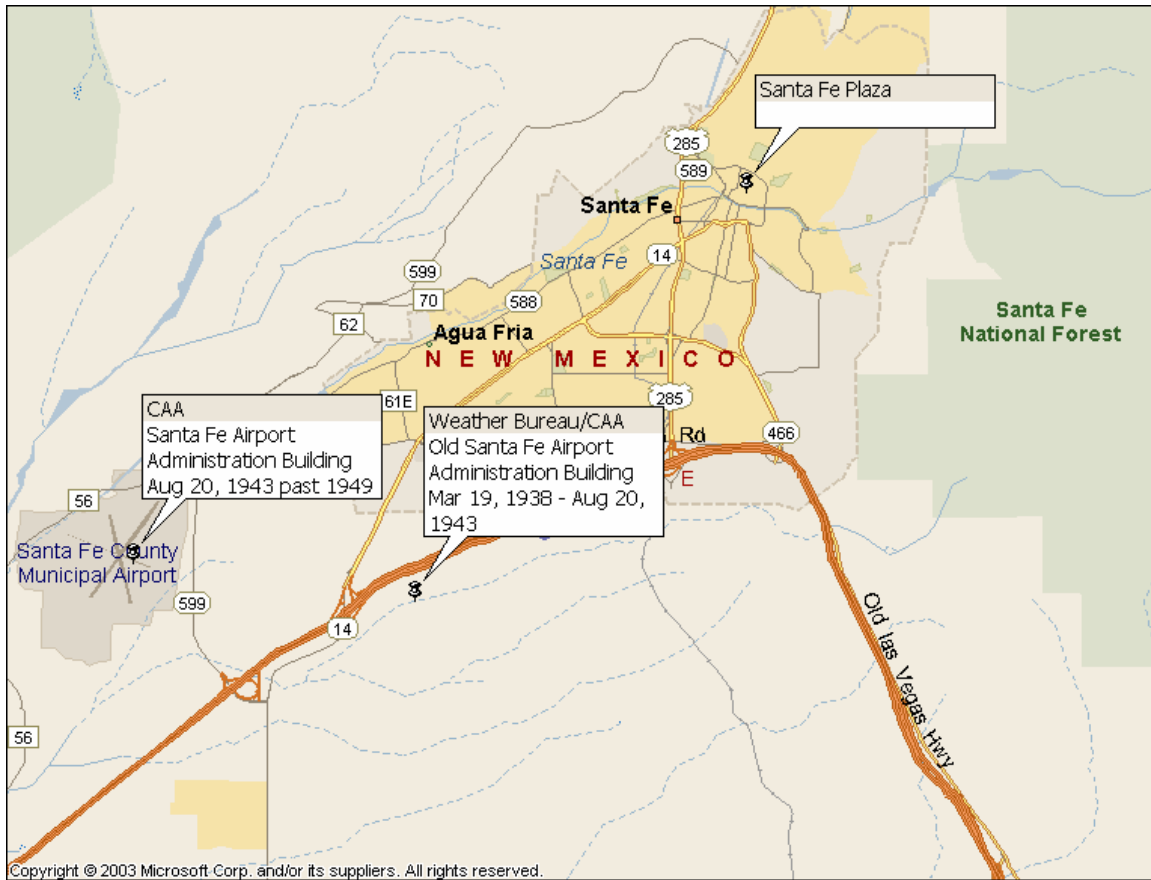 Santa Fe Plaza
285
589
Santa Fe
14
Santa Fe
599
70
588
62
Agua Fria
Santa Fe
National Forest
NEW MEXICO
61E
285
466
Rd
E
CAA
Santa Fe Airport
Administration Building
Aug 20, 1943 past 1949
Weather Bureau/CAA
Old Santa Fe Airport
Administration Building
Mar 19, 1938 - Aug 20,
1943
56
Santa Fe County
Municipal Airport
599
14
Old las Vegas Hwy
56
Copyright © 2003 Microsoft Corp. and/or its suppliers. All rights reserved.